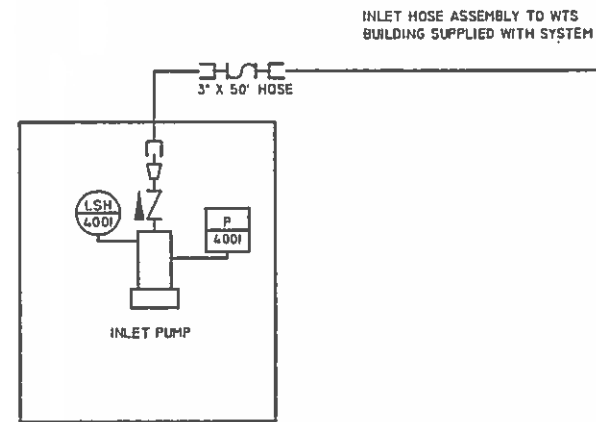 INLET HOSE ASSEMBLY TO WTS
BUILDING SUPPLIED WITH SYSTEM
3" X 50' HOSE
LSH
4001
P
4001
INLET PUMP